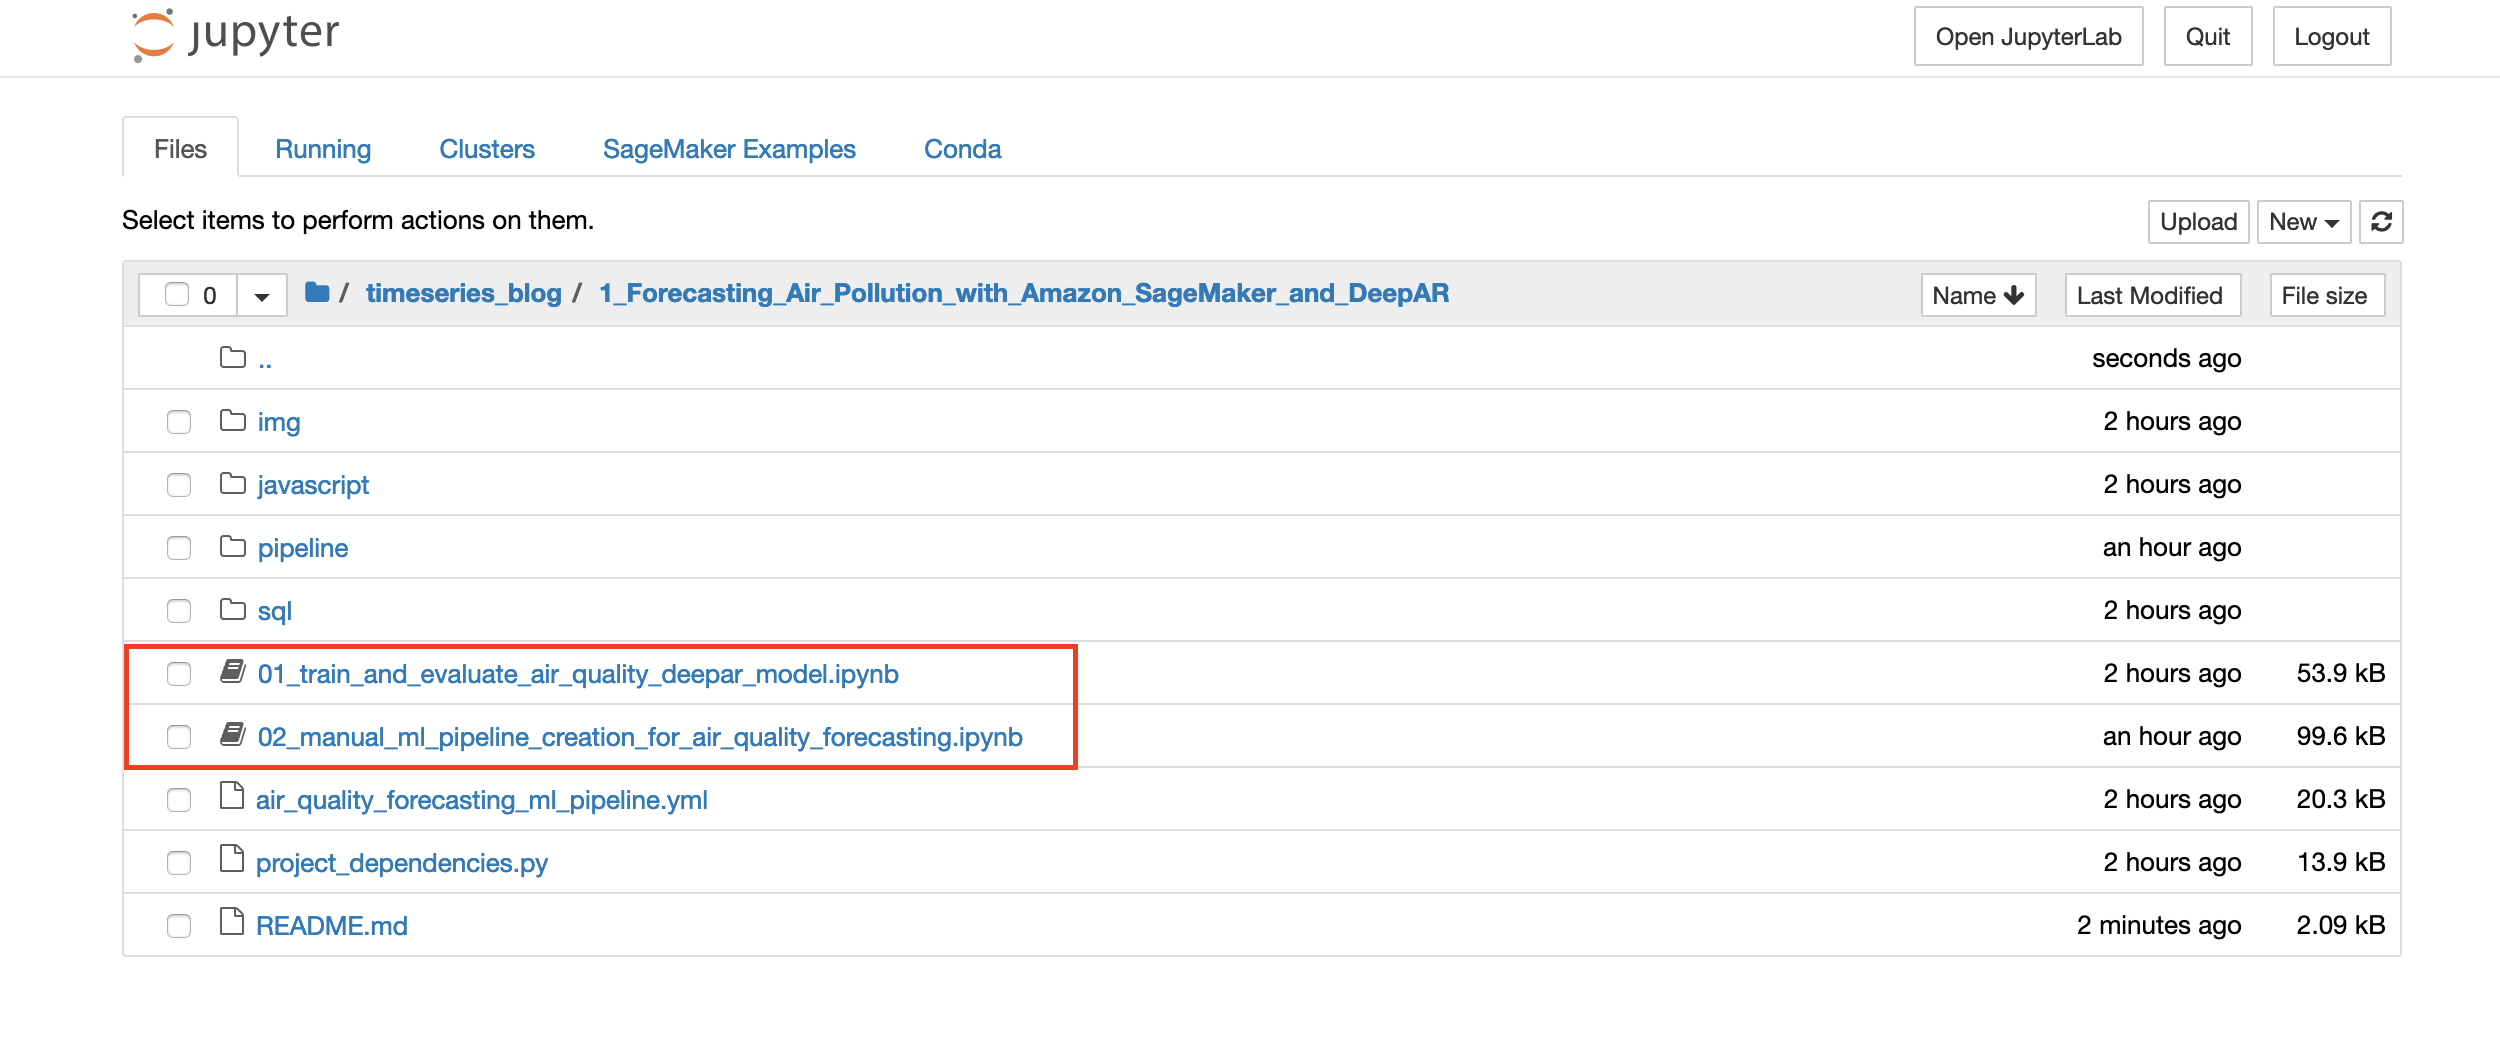 jupyter
Open JupyterLab Quit Logout
Files Running Clusters SageMaker Examples Conda
Select items to perform actions on them.
Upload New
0 / timeseries_blog / 1_Forecasting_Air_Pollution_with_Amazon_SageMaker_and_DeepAR Name Last Modified File size
.. seconds ago
img 2 hours ago
javascript 2 hours ago
pipeline an hour ago
sql 2 hours ago
01_train_and_evaluate_air_quality_deepar_model.ipynb 2 hours ago 53.9 kB
02_manual_ml_pipeline_creation_for_air_quality_forecasting.ipynb an hour ago 99.6 kB
air_quality_forecasting_ml_pipeline.yml 2 hours ago 20.3 kB
project_dependencies.py 2 hours ago 13.9 kB
README.md 2 minutes ago 2.09 kB